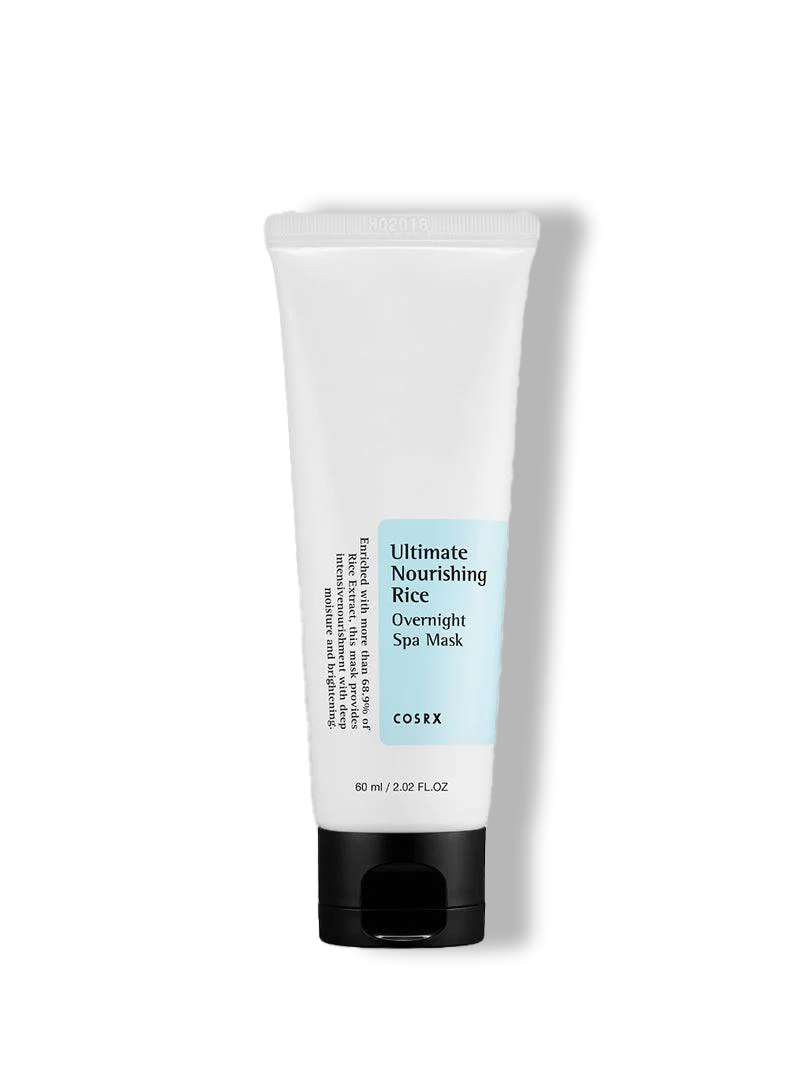 H02016
Ultimate
Nourishing
Rice
Overnight
Spa Mask
COSRX
Enriched with more than 68.9% of
Rice Extract, this mask provides
intensivenourishment with deep
moisture and brightening.
60 ml / 2.02 FL.OZ